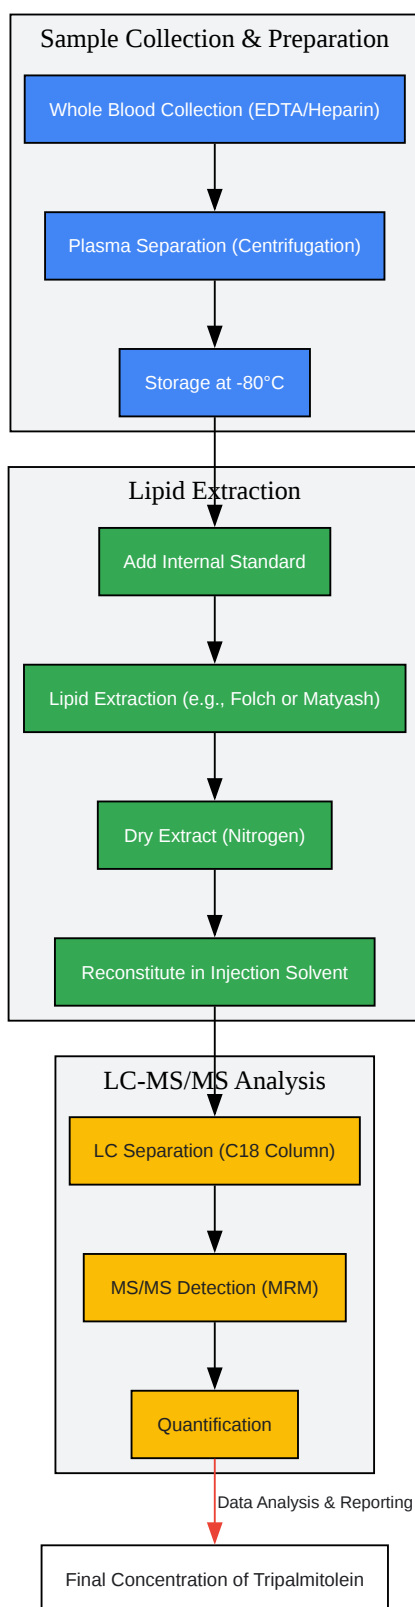 Sample Collection & Preparation
Whole Blood Collection (EDTA/Heparin)
Plasma Separation (Centrifugation)
Storage at -80°C
Lipid Extraction
Add Internal Standard
Lipid Extraction (e.g., Folch or Matyash)
Dry Extract (Nitrogen)
Reconstitute in Injection Solvent
LC-MS/MS Analysis
LC Separation (C18 Column)
MS/MS Detection (MRM)
Quantification
Data Analysis & Reporting
Final Concentration of Tripalmitolein